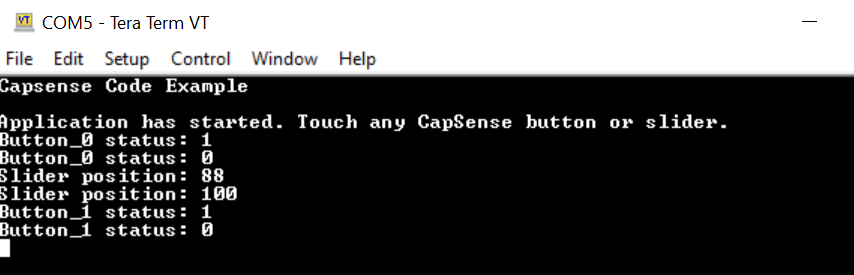 COM5 - Tera Term VT
File Edit Setup Control Window Help
Capsense Code Example
Application has started. Touch any CapSense button or slider.
Button_0 status: 1
Button_0 status: 0
Slider position: 88
Slider position: 100
Button_1 status: 1
Button_1 status: 0